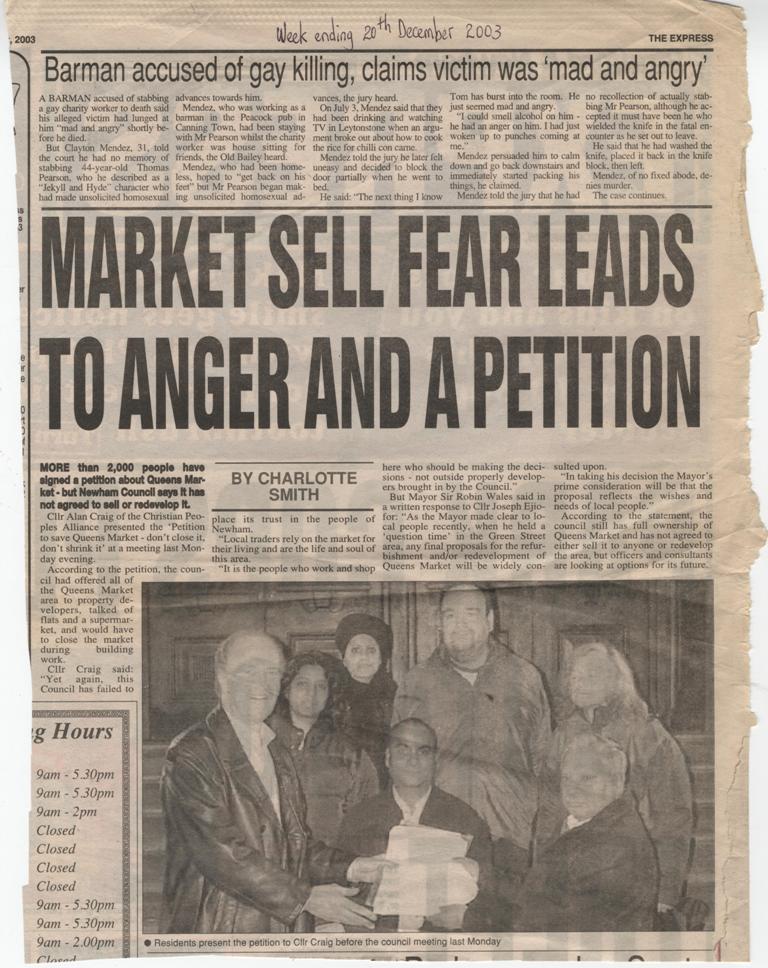 , 2003
Week ending 20th December 2003
THE EXPRESS
Barman accused of gay killing, claims victim was 'mad and angry'
A BARMAN accused of stabbing
a gay charity worker to death said
his alleged victim had lunged at
him "mad and angry" shortly be-
fore he died.
But Clayton Mendez, 31, told
the court he had no memory of
stabbing 44-year-old Thomas
Pearson, who he described as a
"Jekyll and Hyde" character who
had made unsolicited homosexual
advances towards him.
Mendez, who was working as a
barman in the Peacock pub in
Canning Town, had been staying
with Mr Pearson whilst the charity
worker was house sitting for
friends, the Old Bailey heard.
Mendez, who had been home-
less, hoped to "get back on his
feet" but Mr Pearson began mak-
ing unsolicited homosexual ad-
vances, the jury heard.
On July 3, Mendez said that they
had been drinking and watching
TV in Leytonstone when an argu-
ment broke out about how to cook
the rice for chilli con came.
Mendez told the jury he later felt
uneasy and decided to block the
door partially when he went to
bed.
He said: "The next thing I know
Tom has burst into the room. He
just seemed mad and angry.
"I could smell alcohol on him -
he had an anger on him. I had just
woken up to punches coming at
me."
Mendez persuaded him to calm
down and go back downstairs and
immediately started packing his
things, he claimed.
Mendez told the jury that he had
no recollection of actually stab-
bing Mr Pearson, although he ac-
cepted it must have been he who
wielded the knife in the fatal en-
counter as he set out to leave.
He said that he had washed the
knife, placed it back in the knife
block, then left.
Mendez, of no fixed abode, de-
nies murder.
The case continues.
MARKET SELL FEAR LEADS
TO ANGER AND A PETITION
MORE than 2,000 people have
signed a petition about Queens Mar-
ket - but Newham Council says it has
not agreed to sell or redevelop it.
Cllr Alan Craig of the Christian Peo-
ples Alliance presented the 'Petition
to save Queens Market - don't close it,
don't shrink it' at a meeting last Mon-
day evening.
According to the petition, the coun-
cil had offered all of
the Queens Market
area to property de-
velopers, talked of
flats and a supermar-
ket, and would have
to close the market
during building
work.
Cllr Craig said:
"Yet again, this
Council has failed to
BY CHARLOTTE
SMITH
place its trust in the people of
Newham.
"Local traders rely on the market for
their living and are the life and soul of
this area.
"It is the people who work and shop
here who should be making the deci-
sions - not outside property develop-
ers brought in by the Council."
But Mayor Sir Robin Wales said in
a written response to Cllr Joseph Ejio-
for: "As the Mayor made clear to lo-
cal people recently, when he held a
'question time' in the Green Street
area, any final proposals for the refur-
bishment and/or redevelopment of
Queens Market will be widely con-
sulted upon.
"In taking his decision the Mayor's
prime consideration will be that the
proposal reflects the wishes and
needs of local people."
According to the statement, the
council still has full ownership of
Queens Market and has not agreed to
either sell it to anyone or redevelop
the area, but officers and consultants
are looking at options for its future.
g Hours
9am - 5.30pm
9am - 5.30pm
9am - 2pm
Closed
Closed
Closed
Closed
9am - 5.30pm
9am - 5.30pm
9am - 2.00pm
Closed
● Residents present the petition to Cllr Craig before the council meeting last Monday